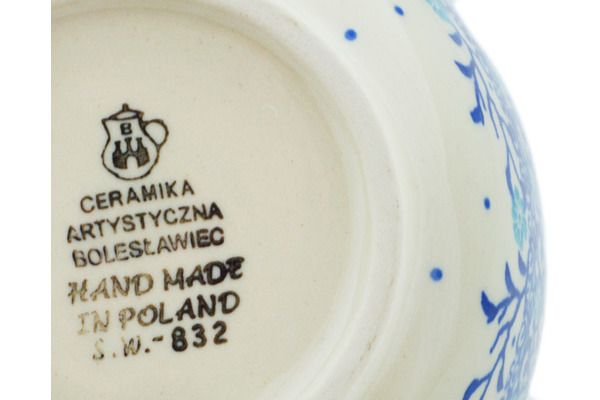 B
CERAMIKA
ARTYSTYCZNA
BOLESŁAWIEC
HAND MADE
IN POLAND
S.W.-832